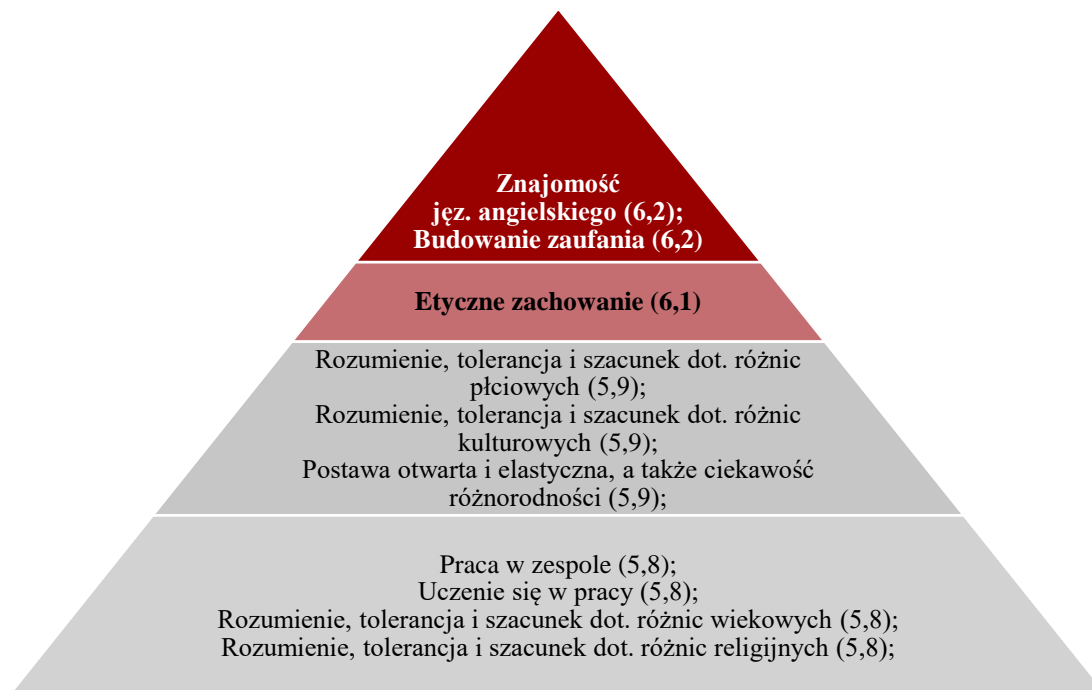 Znajomość
jęz. angielskiego (6,2);
Budowanie zaufania (6,2)
Etyczne zachowanie (6,1)
Rozumienie, tolerancja i szacunek dot. różnic
płciowych (5,9);
Rozumienie, tolerancja i szacunek dot. różnic
kulturowych (5,9);
Postawa otwarta i elastyczna, a także ciekawość
różnorodności (5,9);
Praca w zespole (5,8);
Uczenie się w pracy (5,8);
Rozumienie, tolerancja i szacunek dot. różnic wiekowych (5,8);
Rozumienie, tolerancja i szacunek dot. różnic religijnych (5,8);